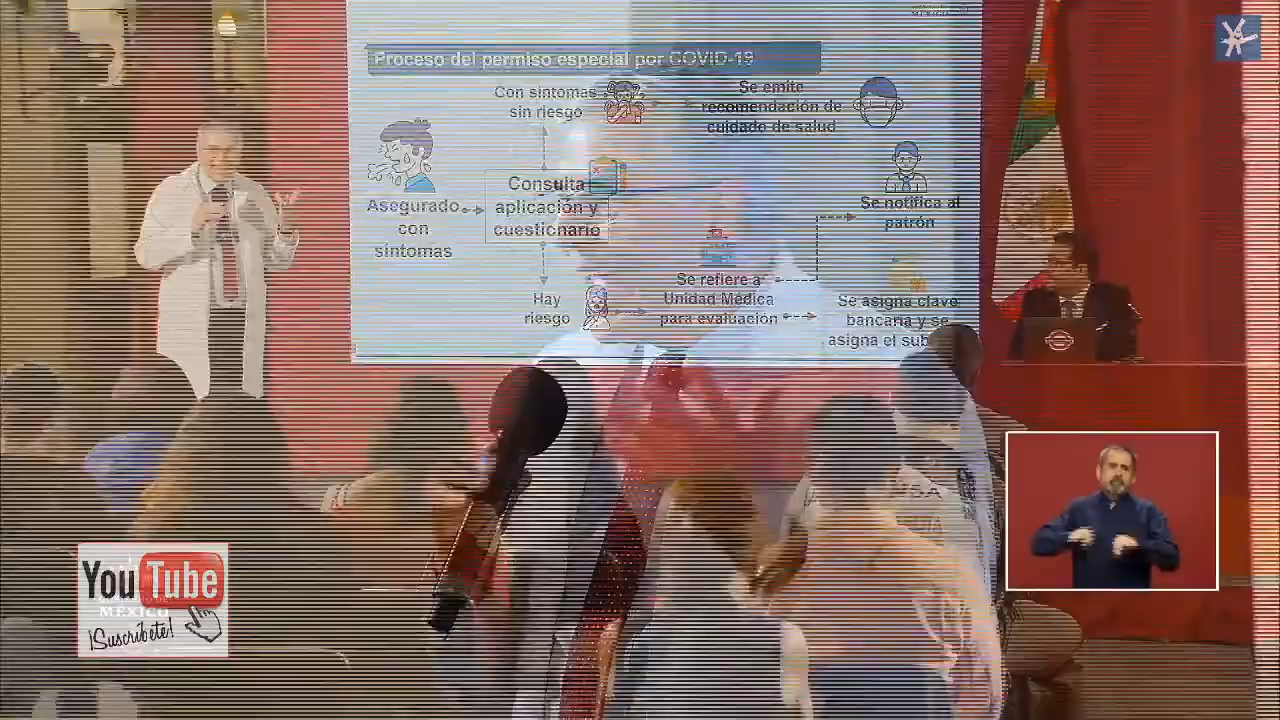 MÉXICO
Proceso del permiso especial por COVID-19
Con síntomas
sin riesgo
Se emite
recomendación de
cuidado de salud
Asegurado
con
síntomas
Consulta
aplicación y
cuestionario
Se notifica al
patrón
Hay
riesgo
Se refiere a
Unidad Médica
para evaluación
Se asigna clave
bancaria y se
asigna el sub
YouTube
MÉXICO
¡Suscríbete!